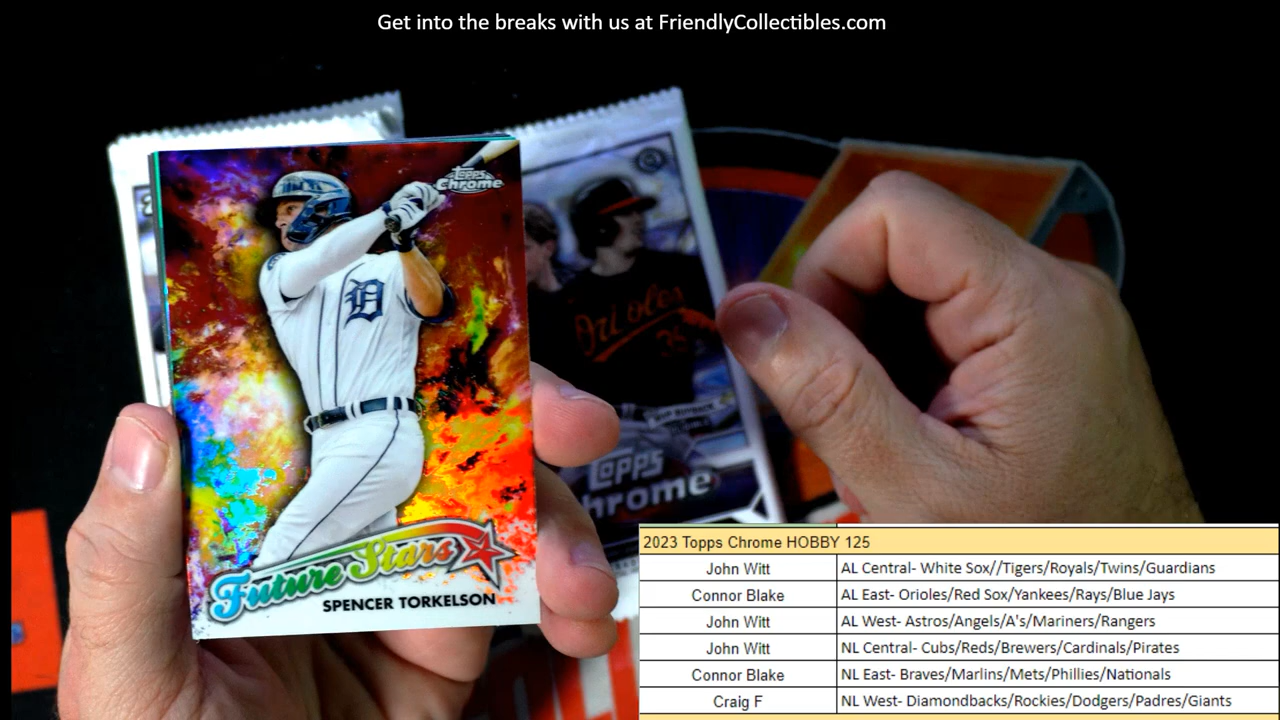 Get into the breaks with us at FriendlyCollectibles.com
Topps
Chrome
D
Orioles
35
Future Stars
SPENCER TORKELSON
Topps
Chrome
2023 Topps Chrome HOBBY 125
John Witt AL Central- White Sox//Tigers/Royals/Twins/Guardians
Connor Blake AL East- Orioles/Red Sox/Yankees/Rays/Blue Jays
John Witt AL West- Astros/Angels/A's/Mariners/Rangers
John Witt NL Central- Cubs/Reds/Brewers/Cardinals/Pirates
Connor Blake NL East- Braves/Marlins/Mets/Phillies/Nationals
Craig F NL West- Diamondbacks/Rockies/Dodgers/Padres/Giants